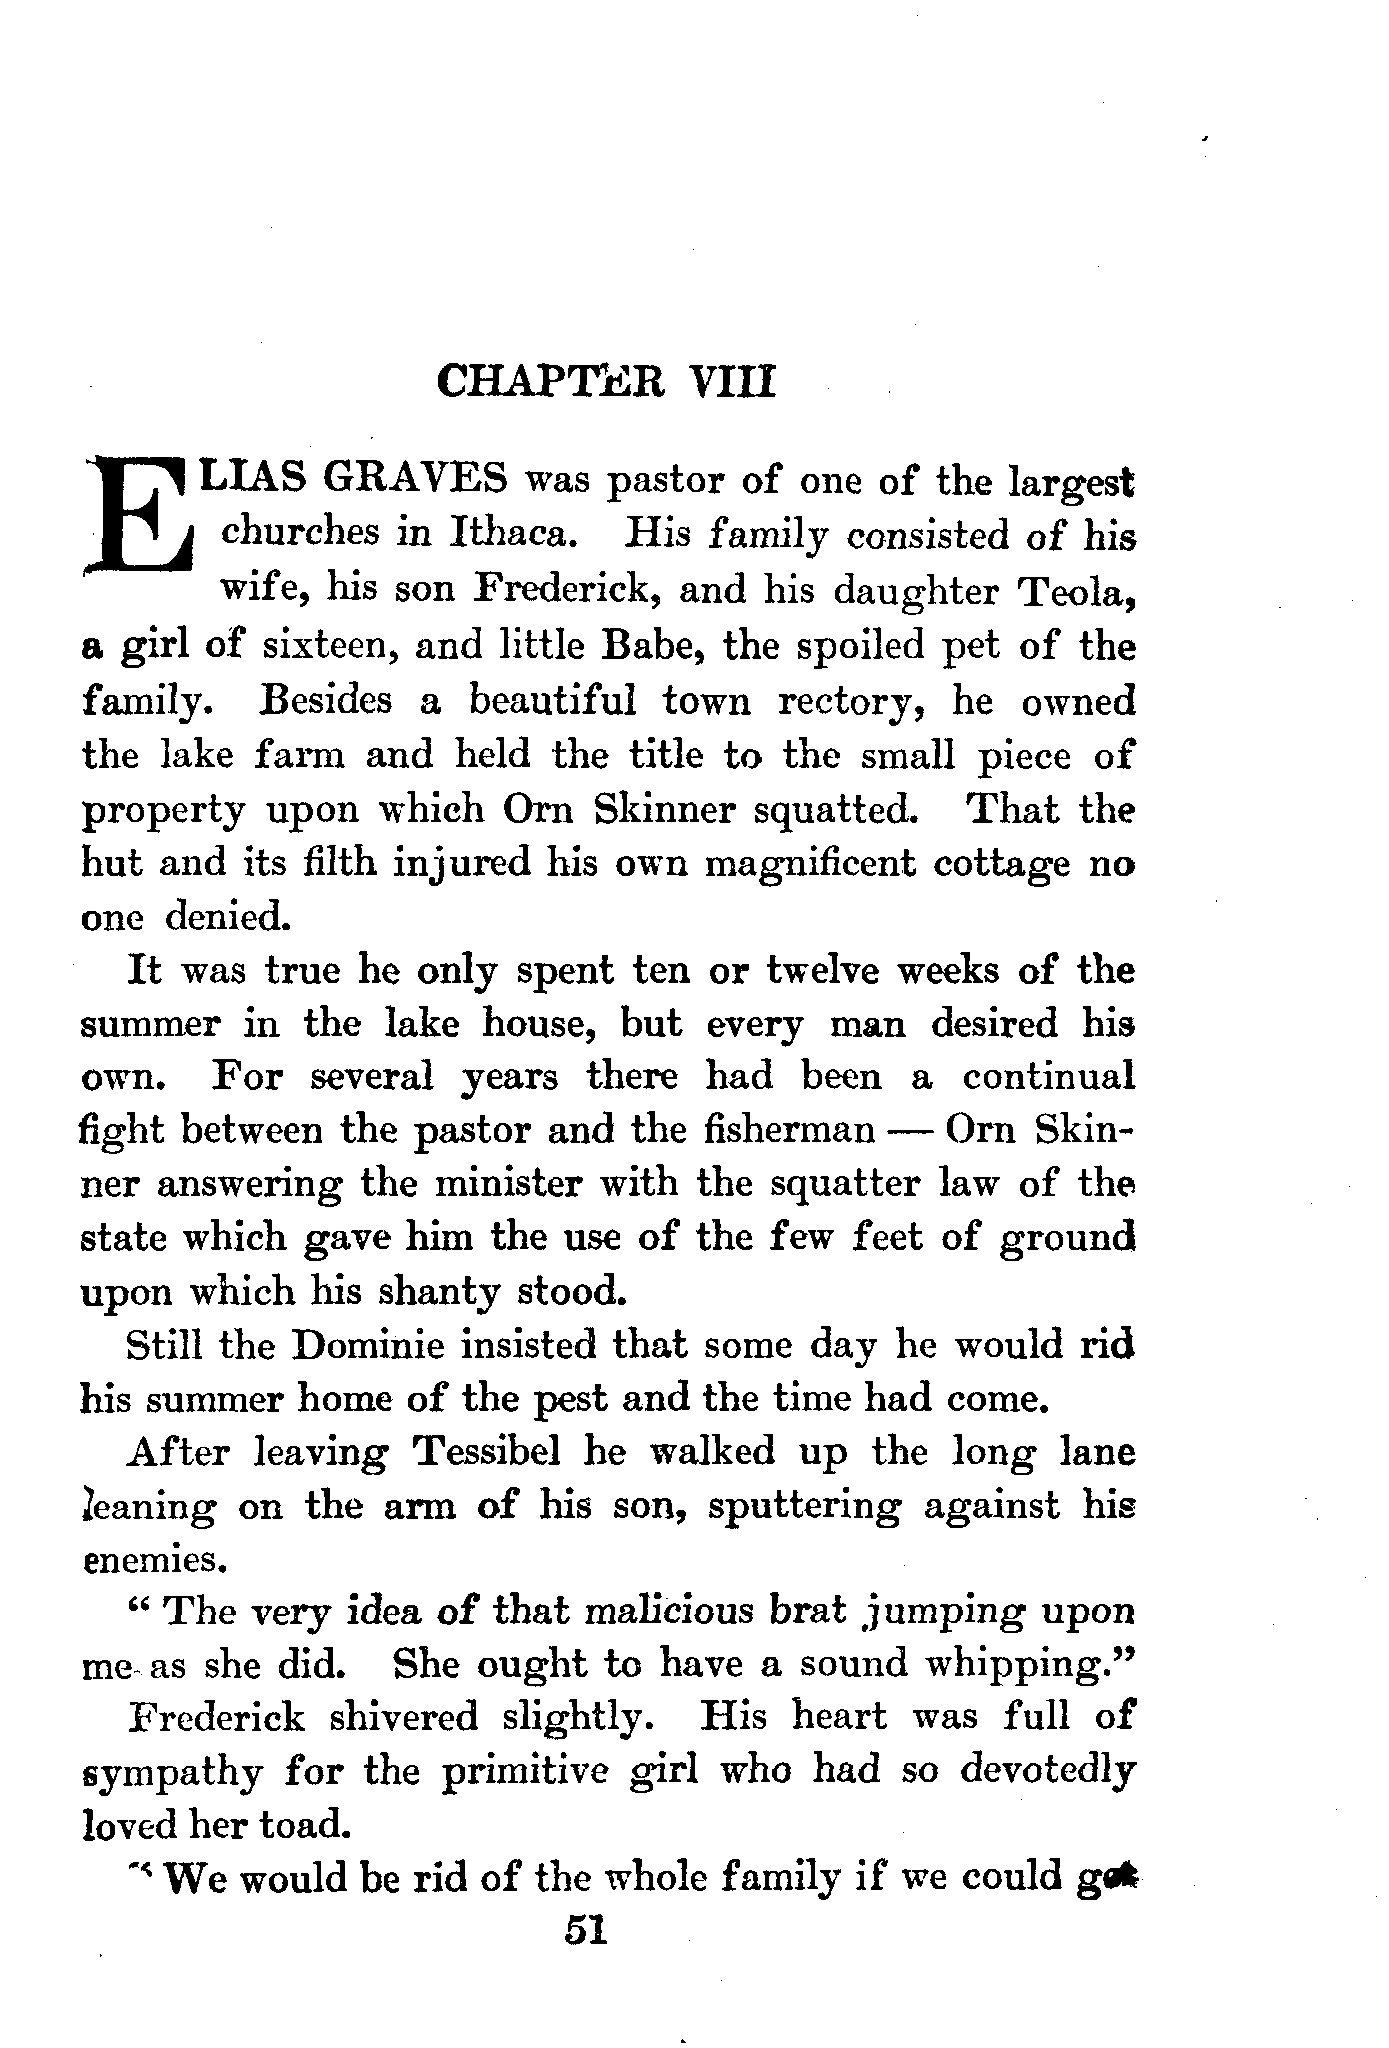 CHAPTER VIII
ELIAS GRAVES was pastor of one of the largest
churches in Ithaca. His family consisted of his
wife, his son Frederick, and his daughter Teola,
a girl of sixteen, and little Babe, the spoiled pet of the
family. Besides a beautiful town rectory, he owned
the lake farm and held the title to the small piece of
property upon which Orn Skinner squatted. That the
hut and its filth injured his own magnificent cottage no
one denied.
It was true he only spent ten or twelve weeks of the
summer in the lake house, but every man desired his
own. For several years there had been a continual
fight between the pastor and the fisherman — Orn Skin-
ner answering the minister with the squatter law of the
state which gave him the use of the few feet of ground
upon which his shanty stood.
Still the Dominie insisted that some day he would rid
his summer home of the pest and the time had come.
After leaving Tessibel he walked up the long lane
leaning on the arm of his son, sputtering against his
enemies.
“ The very idea of that malicious brat jumping upon
me as she did. She ought to have a sound whipping.”
Frederick shivered slightly. His heart was full of
sympathy for the primitive girl who had so devotedly
loved her toad.
“ We would be rid of the whole family if we could get
51